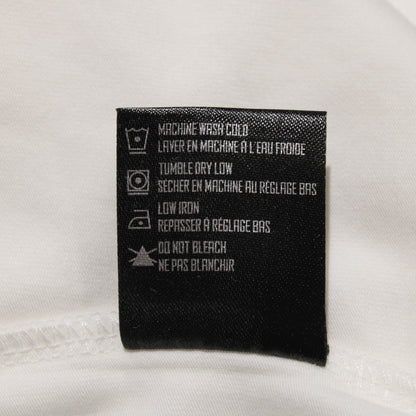 MACHINE WASH COLD
LAVER EN MACHINE À L'EAU FROIDE
TUMBLE DRY LOW
SÉCHER EN MACHINE AU RÉGLAGE BAS
LOW IRON
REPASSER À RÉGLAGE BAS
DO NOT BLEACH
NE PAS BLANCHIR